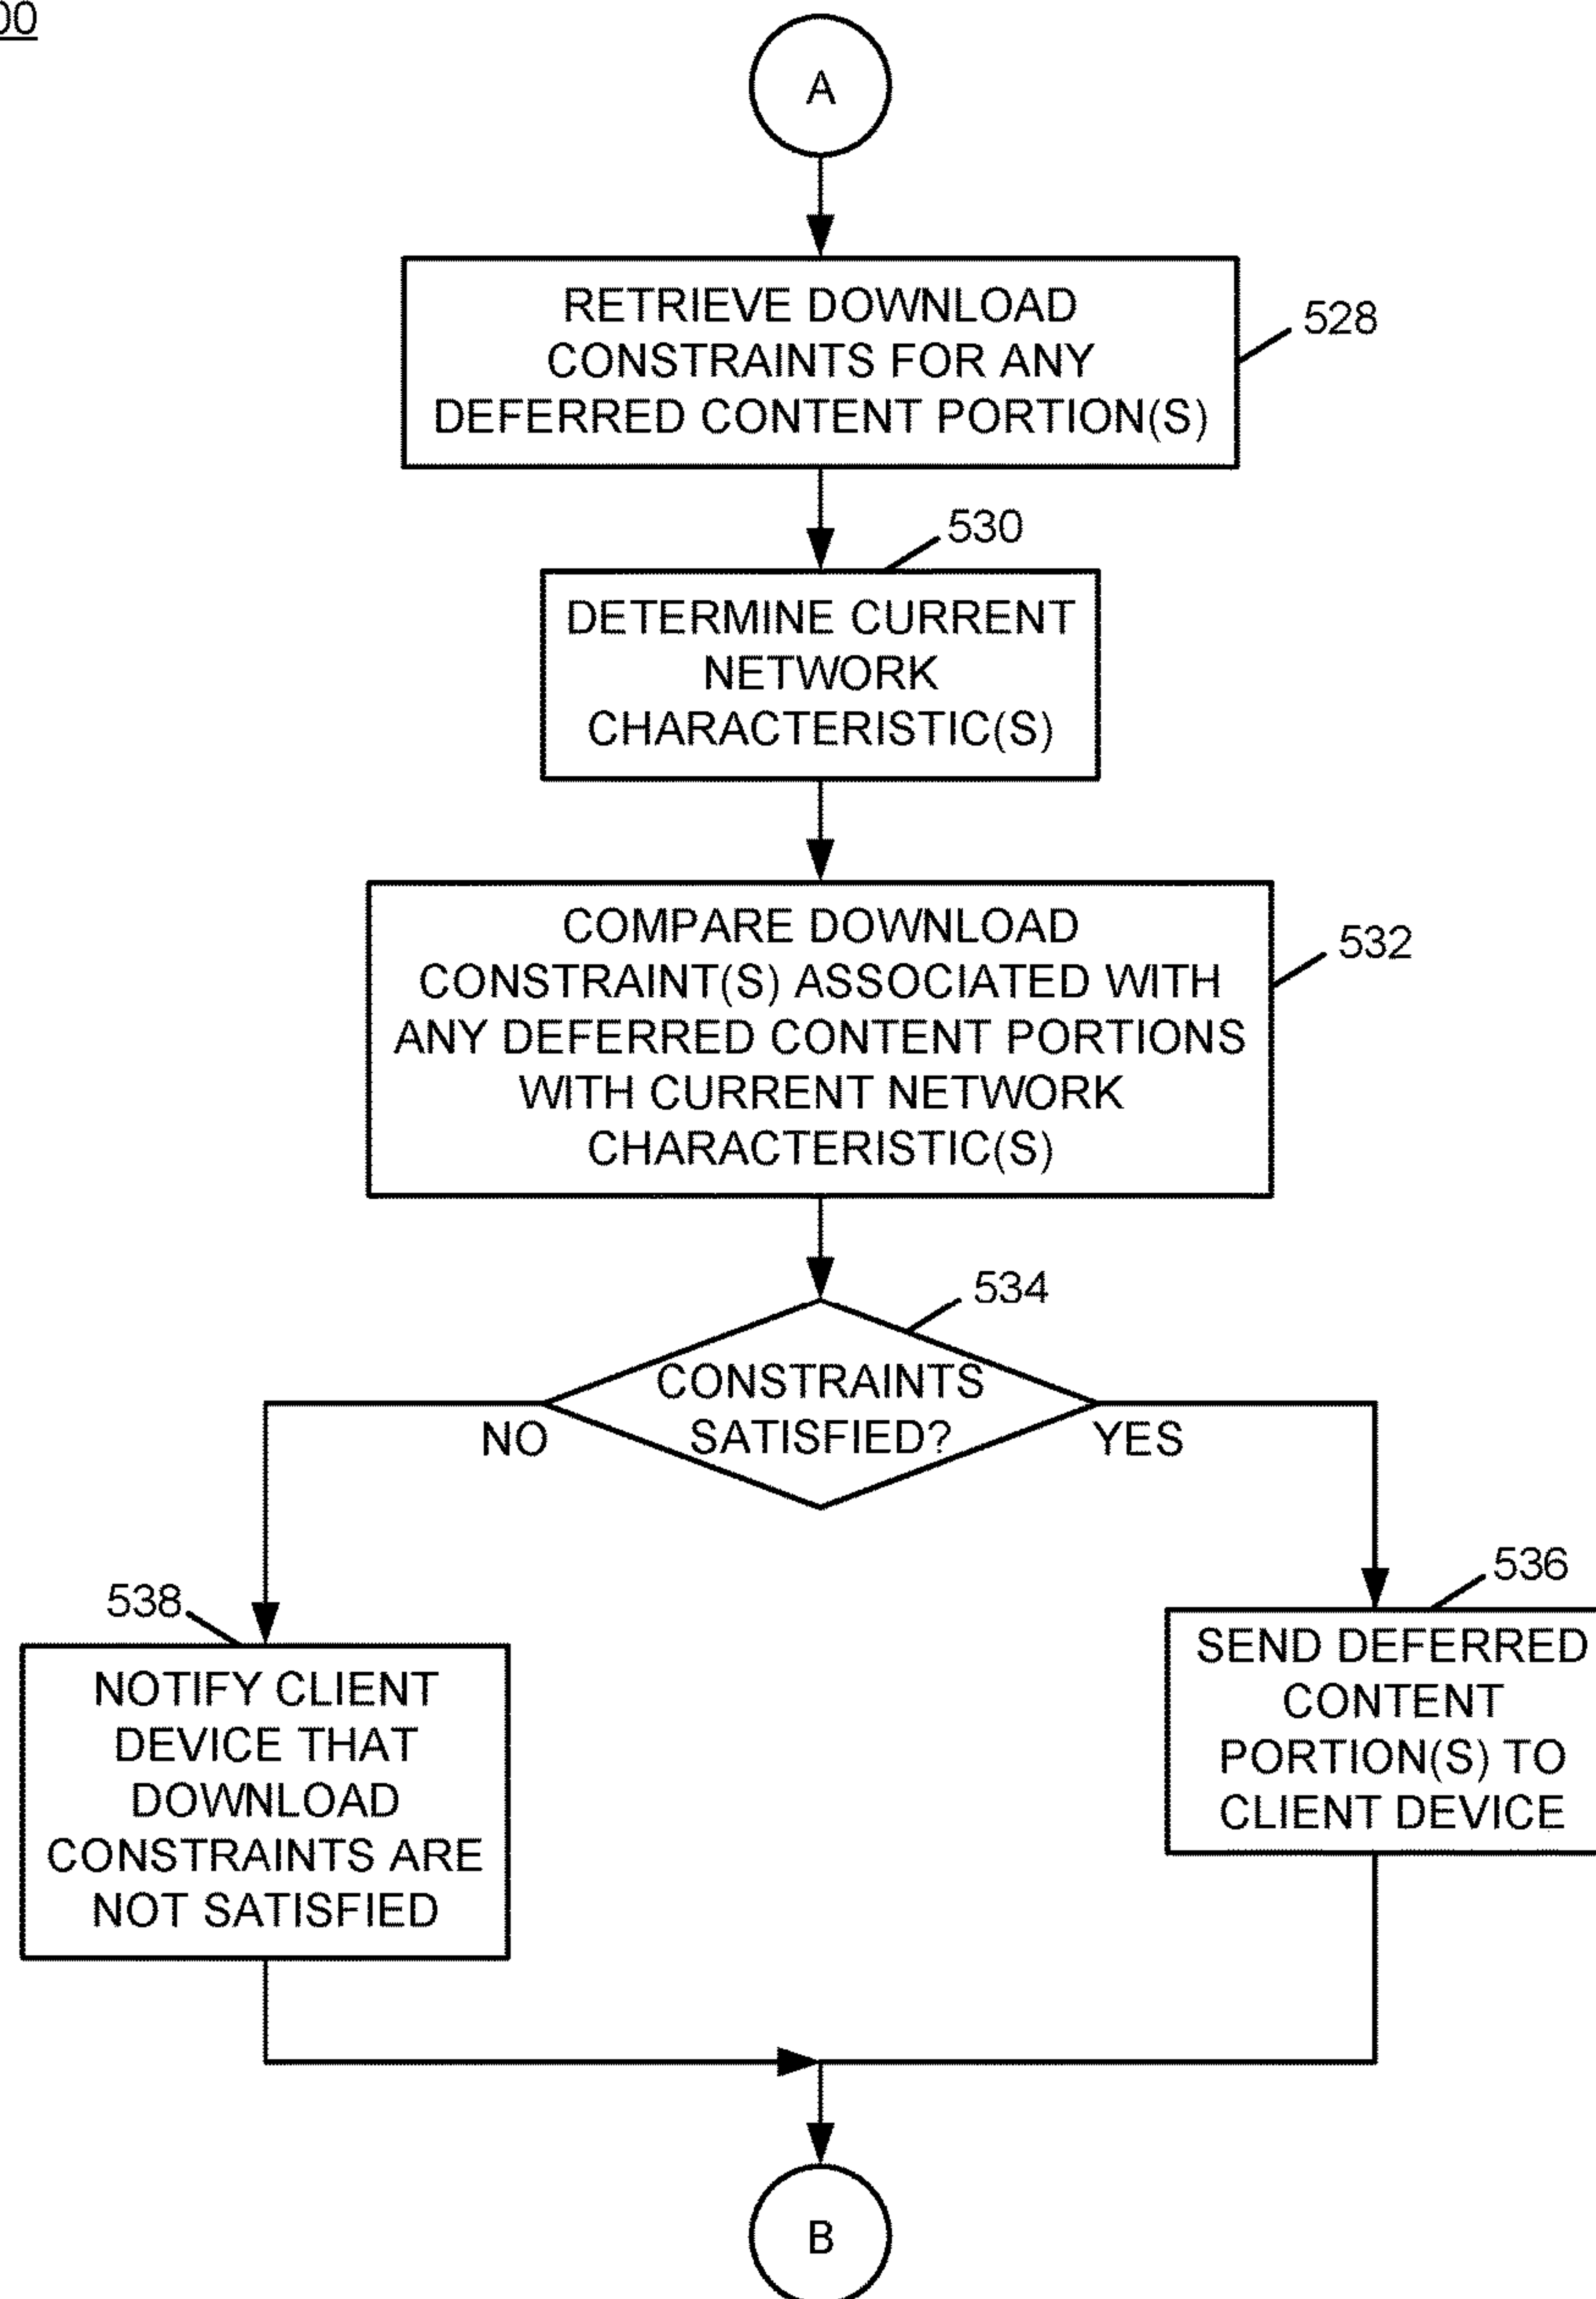 00
A
RETRIEVE DOWNLOAD
CONSTRAINTS FOR ANY
DEFERRED CONTENT PORTION(S)
528
530
DETERMINE CURRENT
NETWORK
CHARACTERISTIC(S)
COMPARE DOWNLOAD
CONSTRAINT(S) ASSOCIATED WITH
ANY DEFERRED CONTENT PORTIONS
WITH CURRENT NETWORK
CHARACTERISTIC(S)
532
534
CONSTRAINTS
SATISFIED?
NO
YES
538
NOTIFY CLIENT
DEVICE THAT
DOWNLOAD
CONSTRAINTS ARE
NOT SATISFIED
536
SEND DEFERRED
CONTENT
PORTION(S) TO
CLIENT DEVICE
B